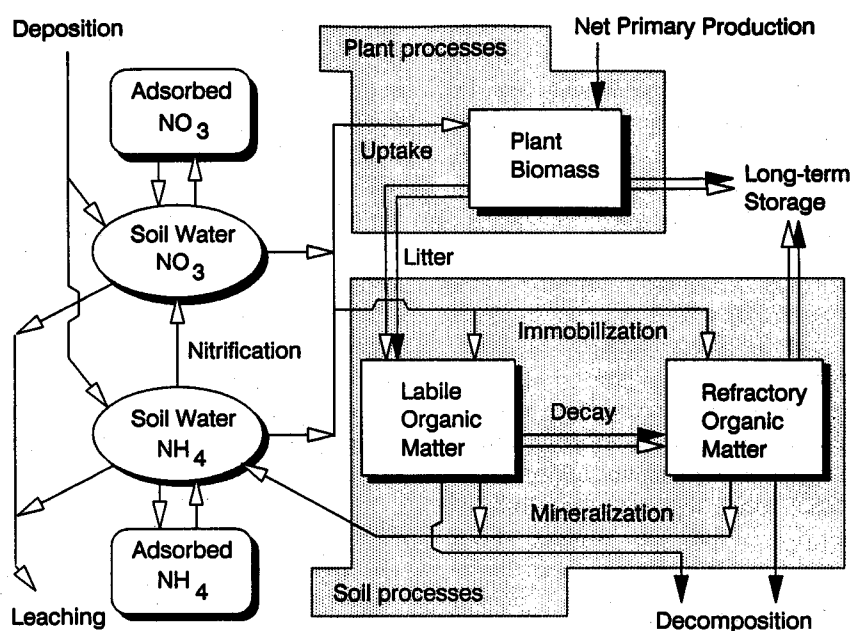 Deposition
Plant processes
Net Primary Production
Adsorbed
NO3
Uptake
Plant
Biomass
Long-term
Storage
Soil Water
NO3
Litter
Nitrification
Immobilization
Soil Water
NH4
Labile
Organic
Matter
Decay
Refractory
Organic
Matter
Mineralization
Adsorbed
NH4
Soil processes
Leaching
Decomposition